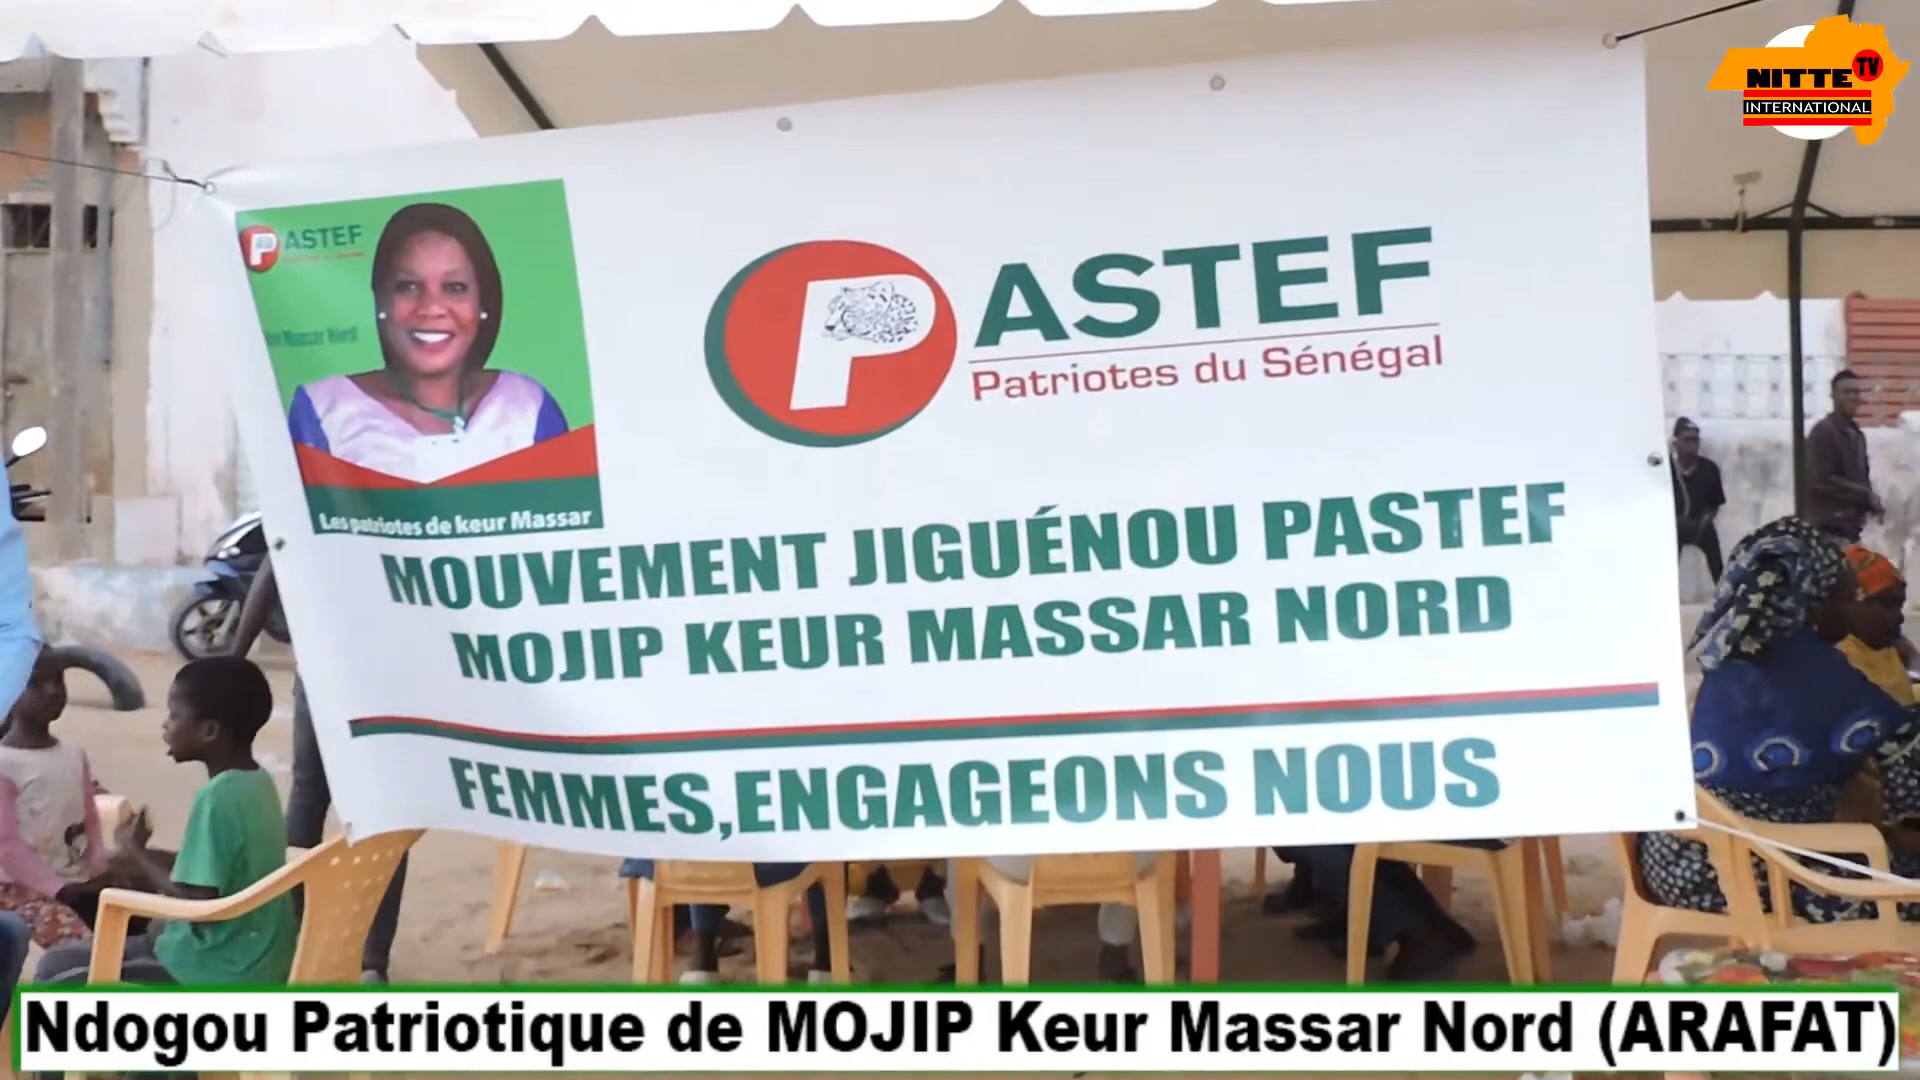 NITTE TV
INTERNATIONAL
PASTEF
Patriotes du Sénégal
PASTEF
Massar Nord
Les patriotes de keur Massar
MOUVEMENT JIGUÉNOU PASTEF
MOJIP KEUR MASSAR NORD
FEMMES,ENGAGEONS NOUS
Ndogou Patriotique de MOJIP Keur Massar Nord (ARAFAT)